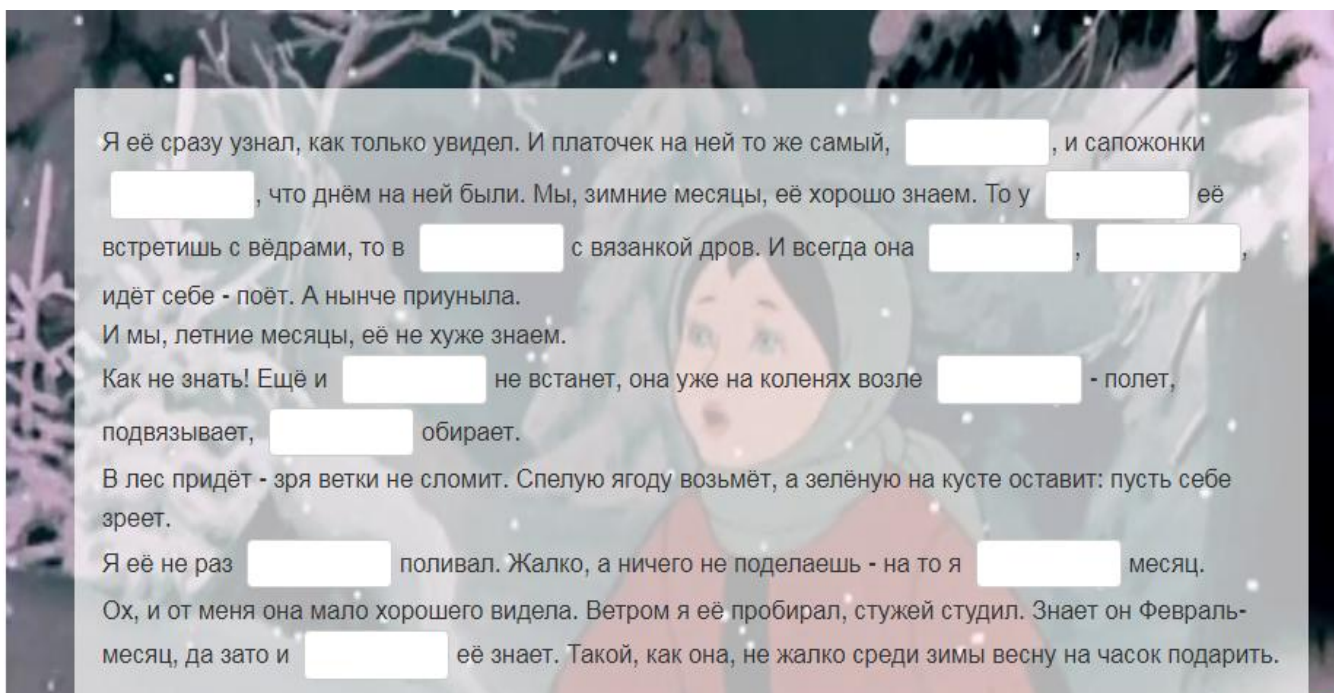 Я её сразу узнал, как только увидел. И платочек на ней то же самый, , и сапожонки
, что днём на ней были. Мы, зимние месяцы, её хорошо знаем. То у её
встретишь с вёдрами, то в с вязанкой дров. И всегда она , ,
идёт себе - поёт. А нынче приуныла.
И мы, летние месяцы, её не хуже знаем.
Как не знать! Ещё и не встанет, она уже на коленях возле - полет,
подвязывает, обирает.
В лес придёт - зря ветки не сломит. Спелую ягоду возьмёт, а зелёную на кусте оставит: пусть себе
зреет.
Я её не раз поливал. Жалко, а ничего не поделаешь - на то я месяц.
Ох, и от меня она мало хорошего видела. Ветром я её пробирал, стужей студил. Знает он Февраль-
месяц, да зато и её знает. Такой, как она, не жалко среди зимы весну на часок подарить.